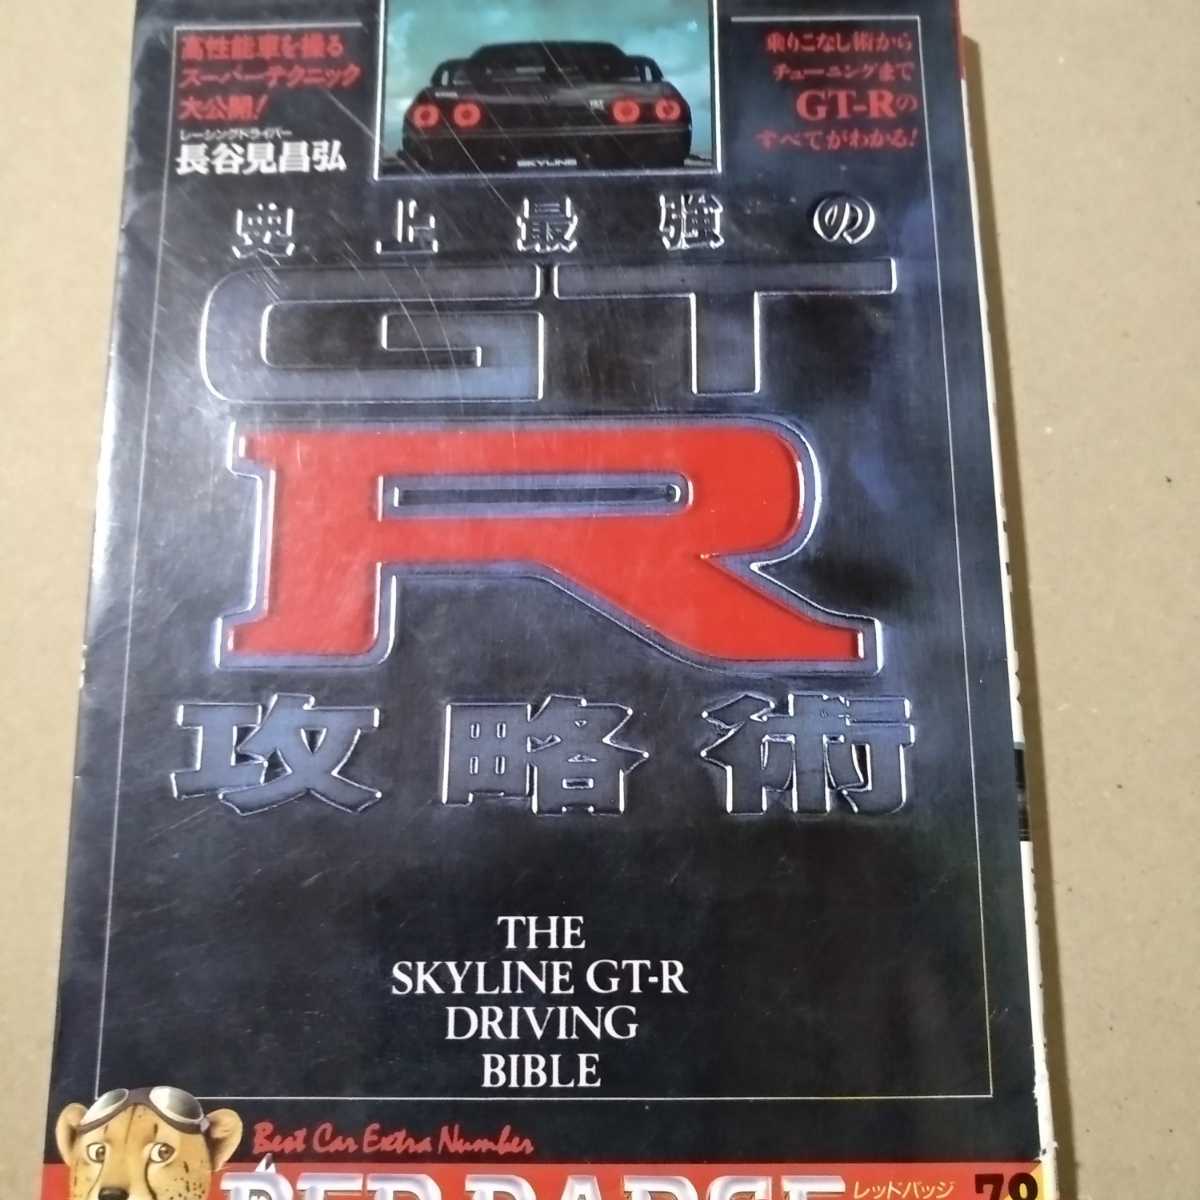 高性能車を操る
スーパーテクニック
大公開!
レーシングドライバー
長谷見昌弘
乗りこなし術から
チューニングまで
GT-Rの
すべてがわかる!
SKYLINE
史上最強の
GT
R
攻略術
THE
SKYLINE GT-R
DRIVING
BIBLE
Best Car Extra Number
RED BADGE
レッドバッジ